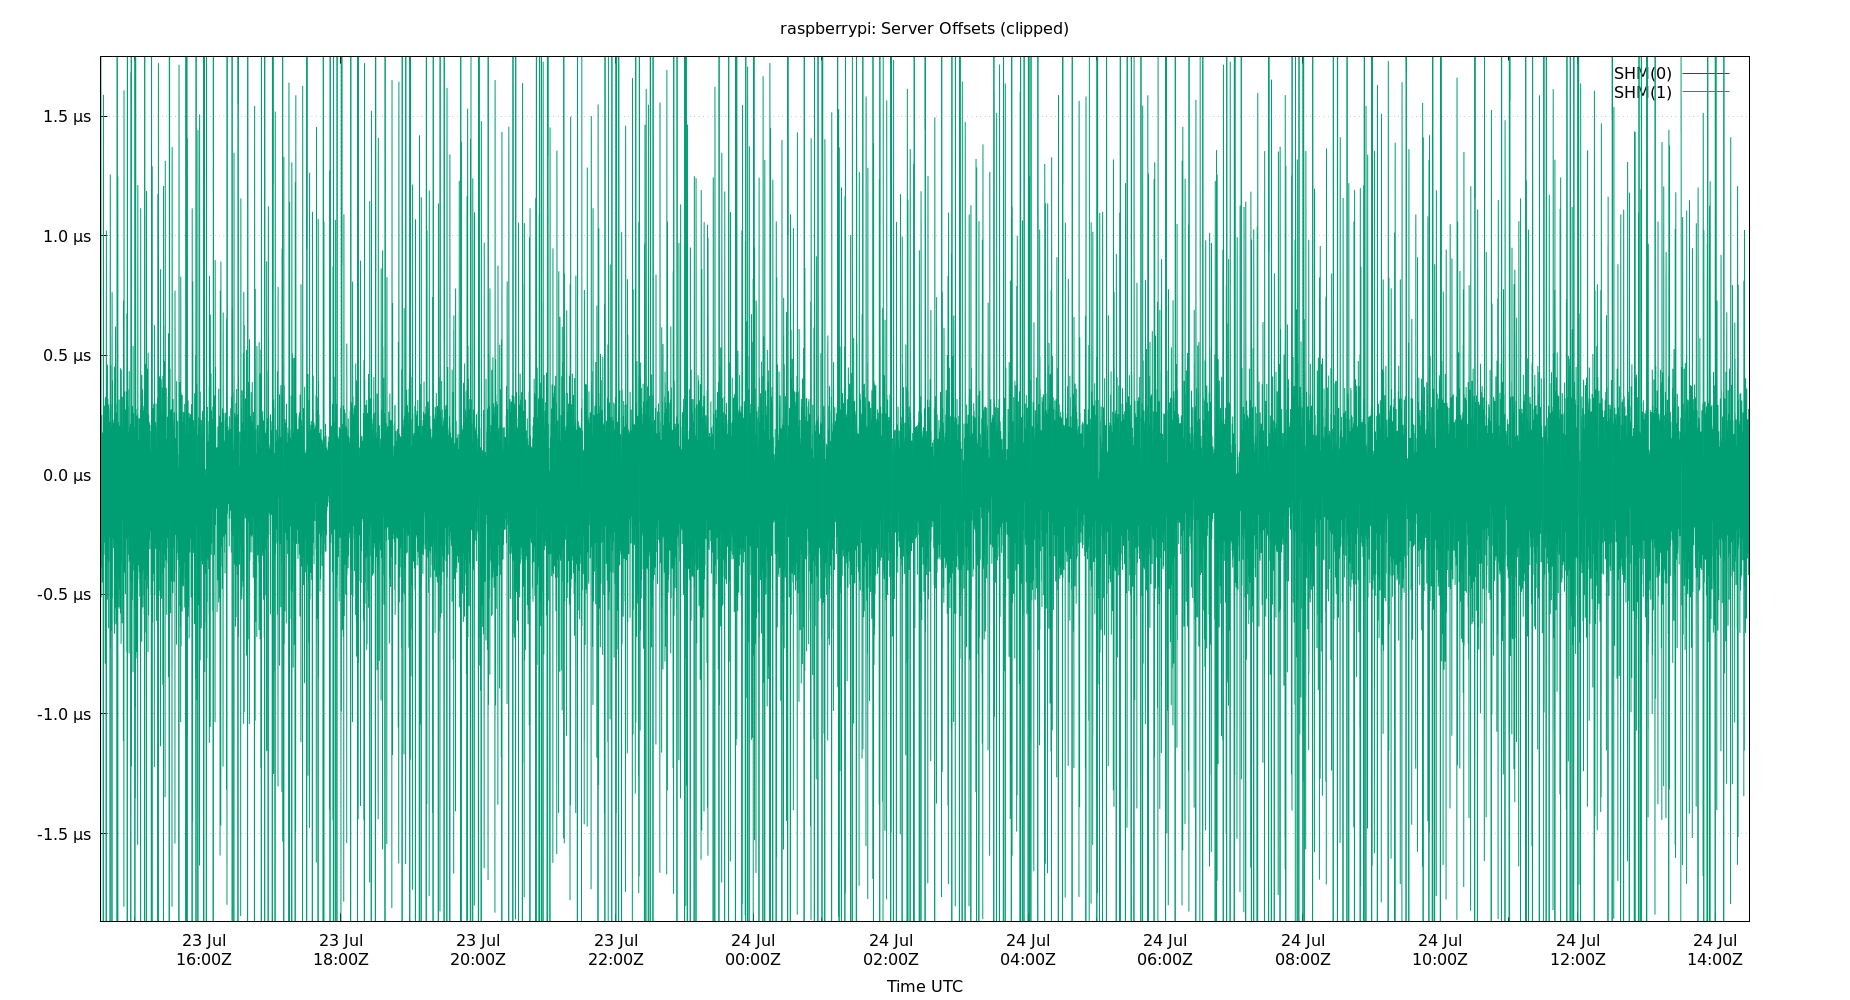 raspberrypi: Server Offsets (clipped)
SHM(0)
SHM(1)
1.5 µs
1.0 µs
0.5 µs
0.0 µs
-0.5 µs
-1.0 µs
-1.5 µs
23 Jul 23 Jul 23 Jul 23 Jul 24 Jul 24 Jul 24 Jul 24 Jul 24 Jul 24 Jul 24 Jul 24 Jul
16:00Z 18:00Z 20:00Z 22:00Z 00:00Z 02:00Z 04:00Z 06:00Z 08:00Z 10:00Z 12:00Z 14:00Z
Time UTC